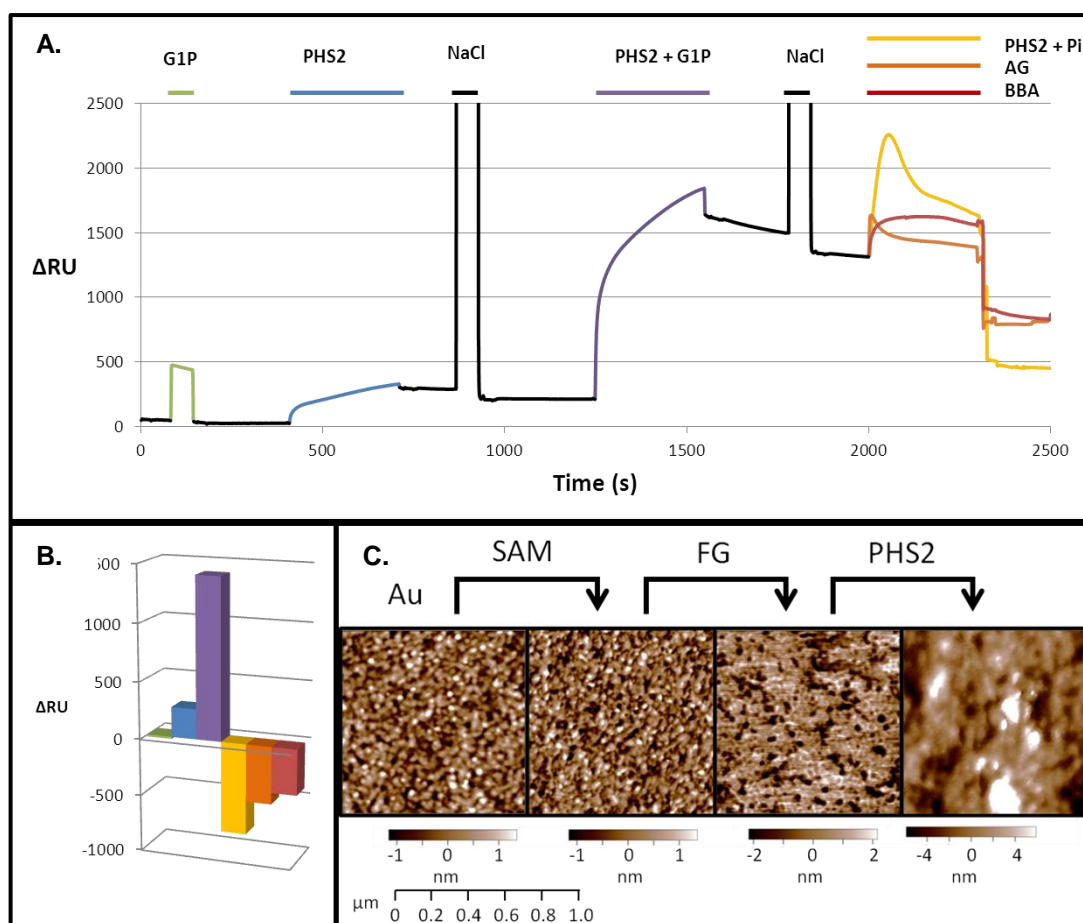 A.
G1P PHS2 NaCl PHS2 + G1P NaCl PHS2 + Pi
AG
BBA
2500
2000
1500
ΔRU
1000
500
0
0 500 1000 1500 2000 2500
Time (s)
B.
500
1000
500
ΔRU
0
-500
-1000
C.
SAM FG PHS2
Au
-1 0 1 -1 0 1 -2 0 2 -4 0 4
nm nm nm nm
μm
0 0.2 0.4 0.6 0.8 1.0